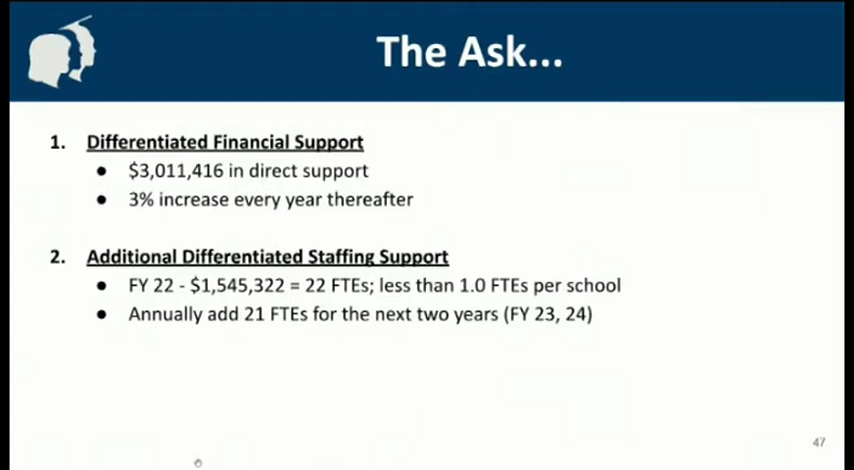 The Ask...
1. Differentiated Financial Support
● $3,011,416 in direct support
● 3% increase every year thereafter
2. Additional Differentiated Staffing Support
● FY 22 - $1,545,322 = 22 FTEs; less than 1.0 FTEs per school
● Annually add 21 FTEs for the next two years (FY 23, 24)
47